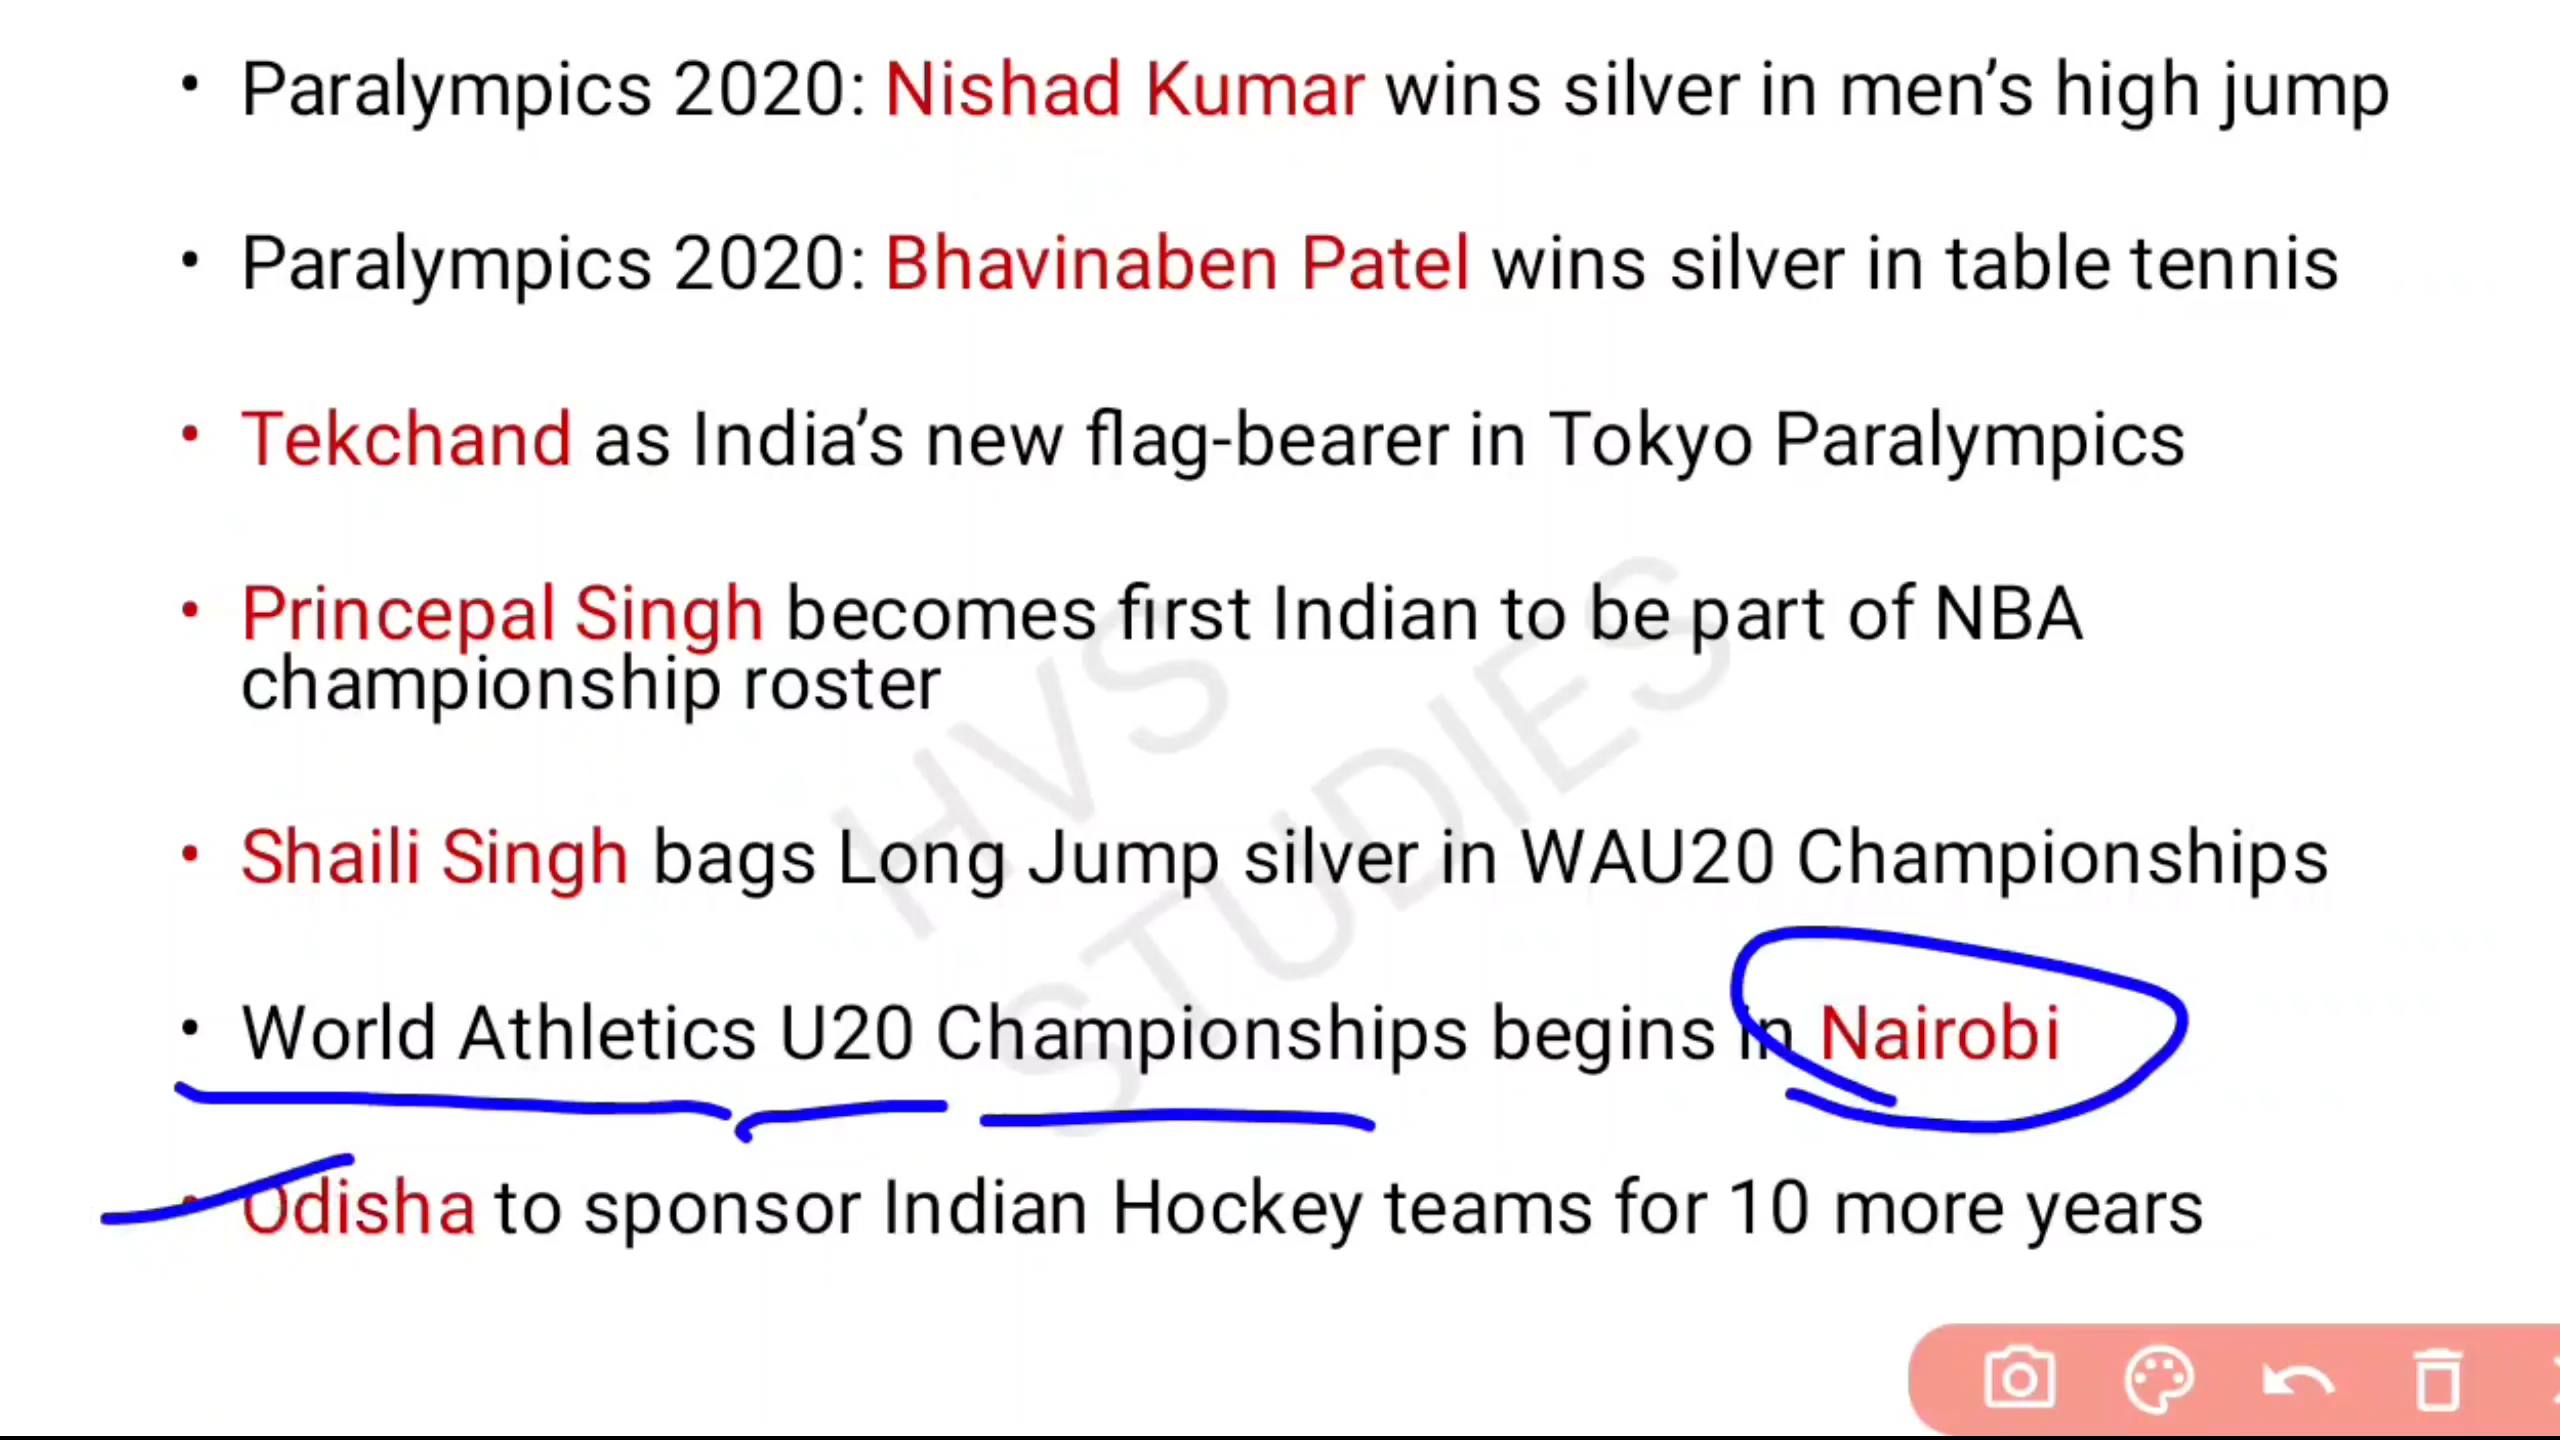 • Paralympics 2020: Nishad Kumar wins silver in men’s high jump
• Paralympics 2020: Bhavinaben Patel wins silver in table tennis
• Tekchand as India’s new flag-bearer in Tokyo Paralympics
• Princepal Singh becomes first Indian to be part of NBA
championship roster
• Shaili Singh bags Long Jump silver in WAU20 Championships
• World Athletics U20 Championships begins in Nairobi
• Odisha to sponsor Indian Hockey teams for 10 more years
HVS
STUDIES